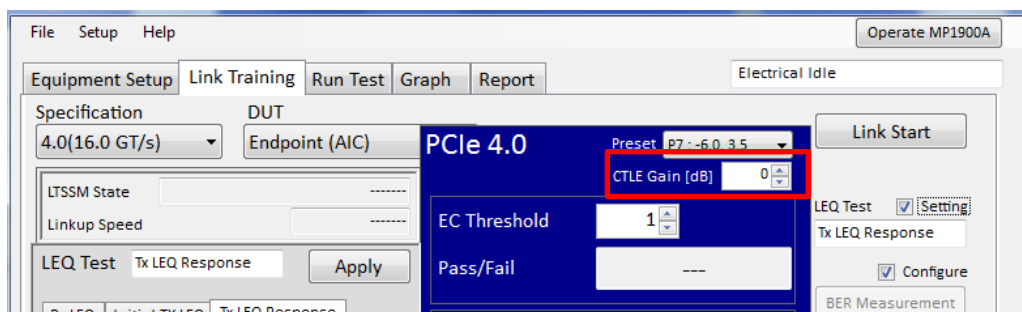 File Setup Help
Operate MP1900A
Equipment Setup Link Training Run Test Graph Report
Electrical Idle
Specification DUT
4.0(16.0 GT/s) Endpoint (AIC)
PCIe 4.0
Preset P7 : -6.0, 3.5
Link Start
CTLE Gain [dB] 0
LTSSM State -------
Linkup Speed -------
EC Threshold 1
LEQ Test Setting
Tx LEQ Response
LEQ Test Tx LEQ Response Apply
Pass/Fail ---
Configure
BER Measurement
Tx LEQ Response